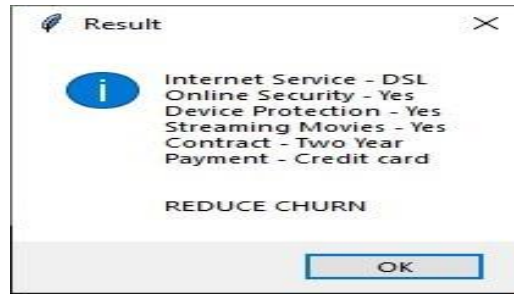 Result
Internet Service - DSL
Online Security - Yes
Device Protection - Yes
Streaming Movies - Yes
Contract - Two Year
Payment - Credit card
REDUCE CHURN
OK